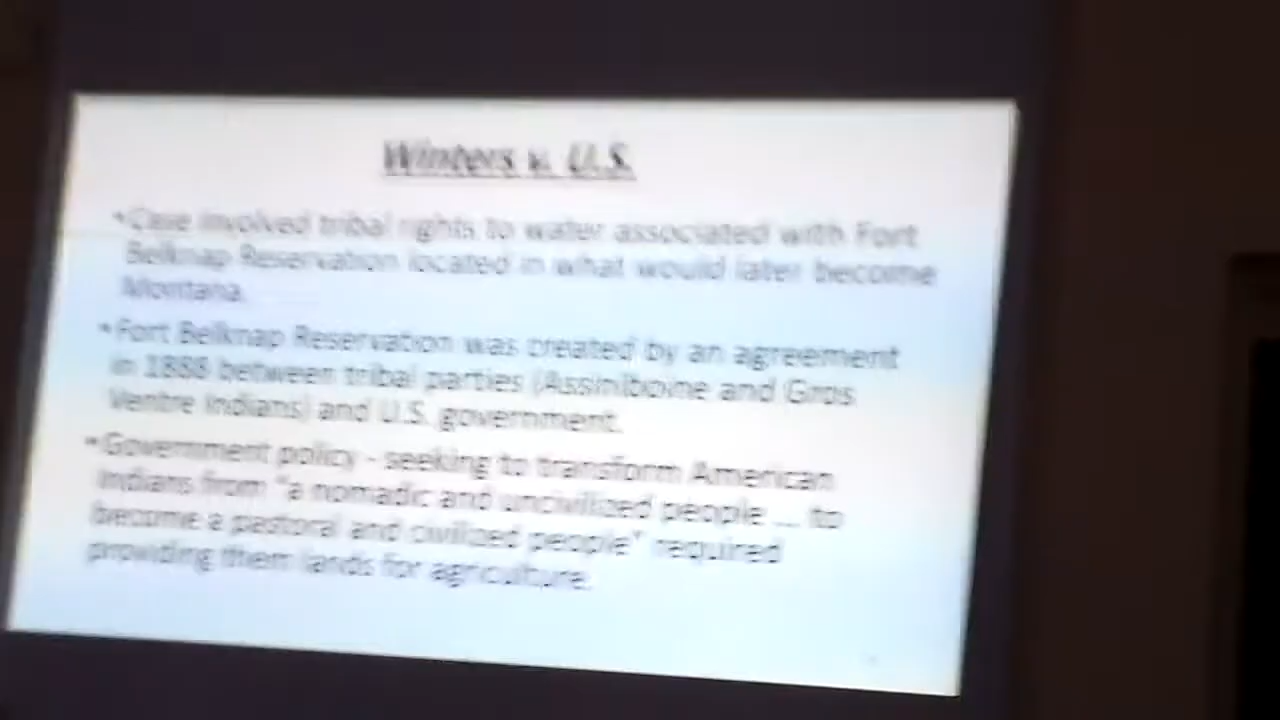 Winters v. U.S.
•Case involved tribal rights to water associated with Fort
Belknap Reservation located in what would later become
Montana.
•Fort Belknap Reservation was created by an agreement
in 1888 between tribal parties (Assiniboine and Gros
Ventre Indians) and U.S. government.
•Government policy - seeking to transform American
Indians from "a nomadic and uncivilized people ... to
become a pastoral and civilized people" required
providing them lands for agriculture.